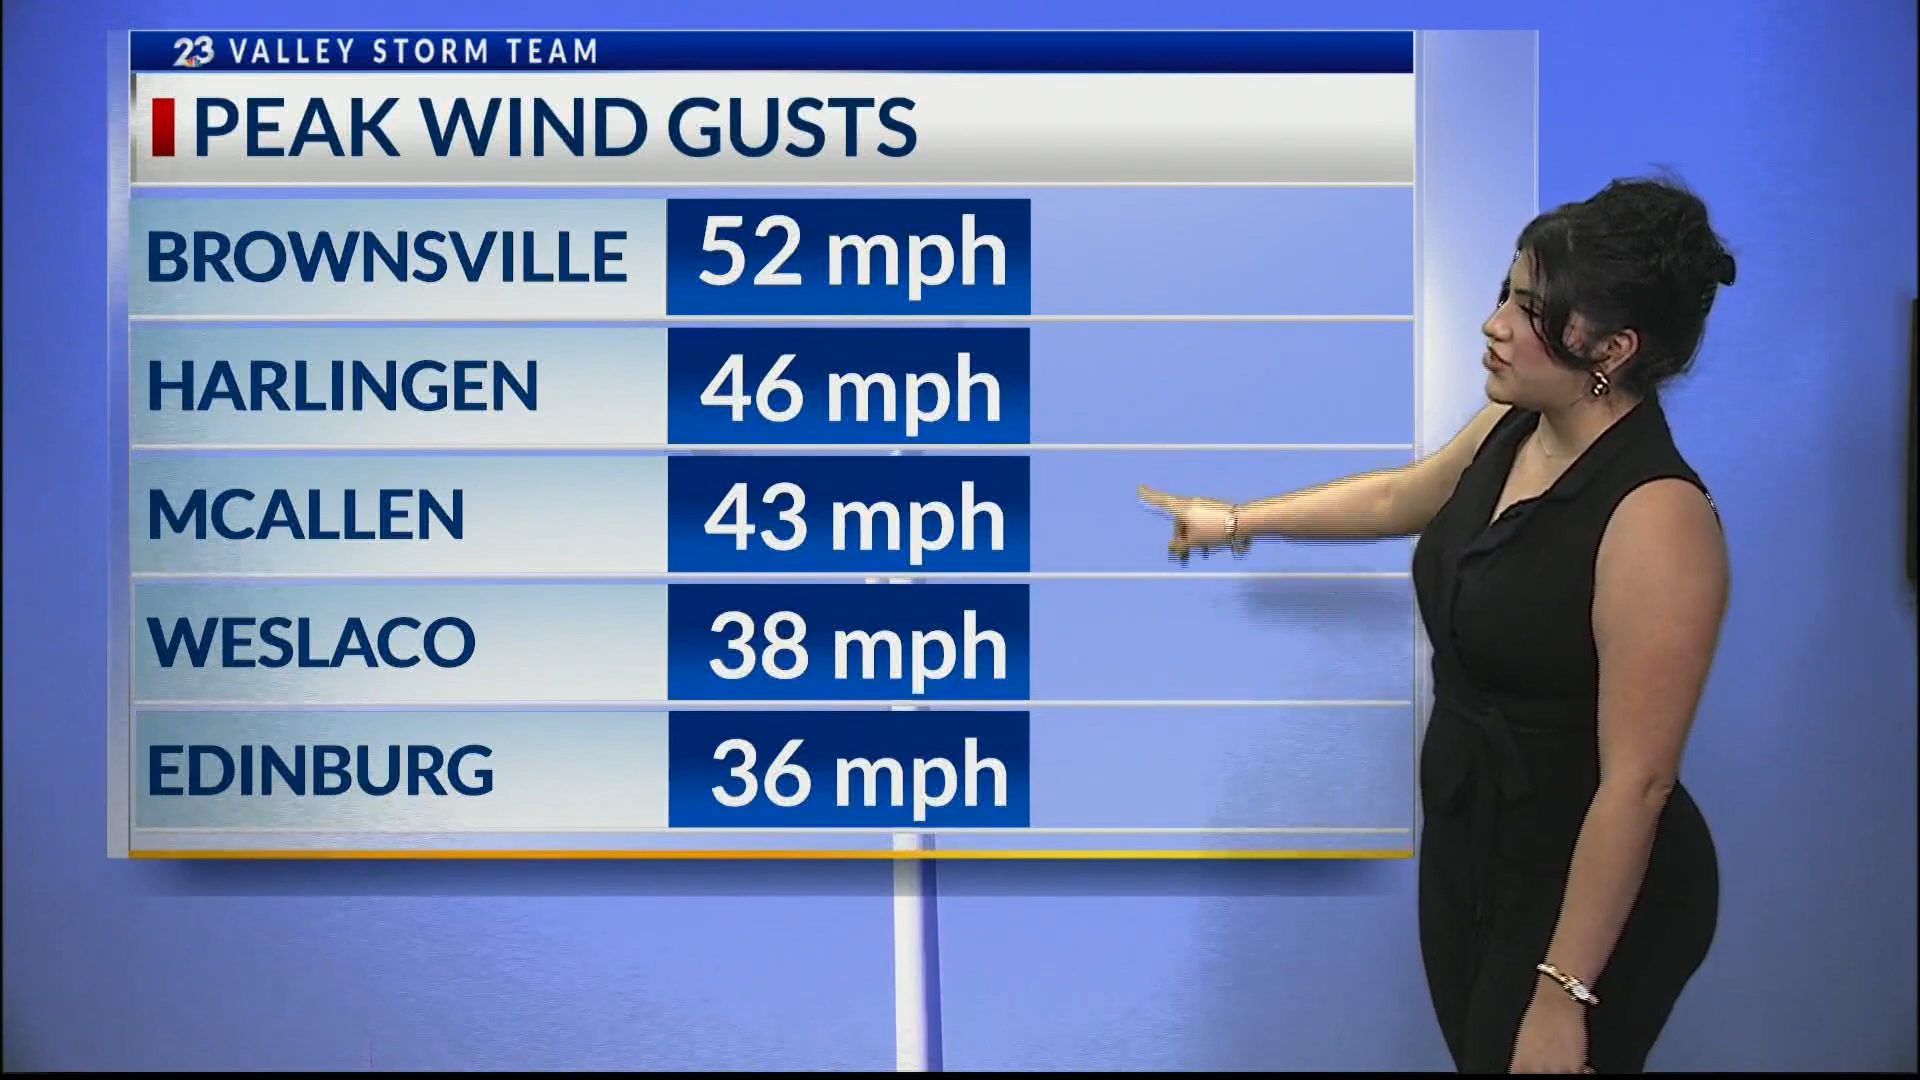 23 VALLEY STORM TEAM
PEAK WIND GUSTS
BROWNSVILLE 52 mph
HARLINGEN 46 mph
MCALLEN 43 mph
WESLACO 38 mph
EDINBURG 36 mph